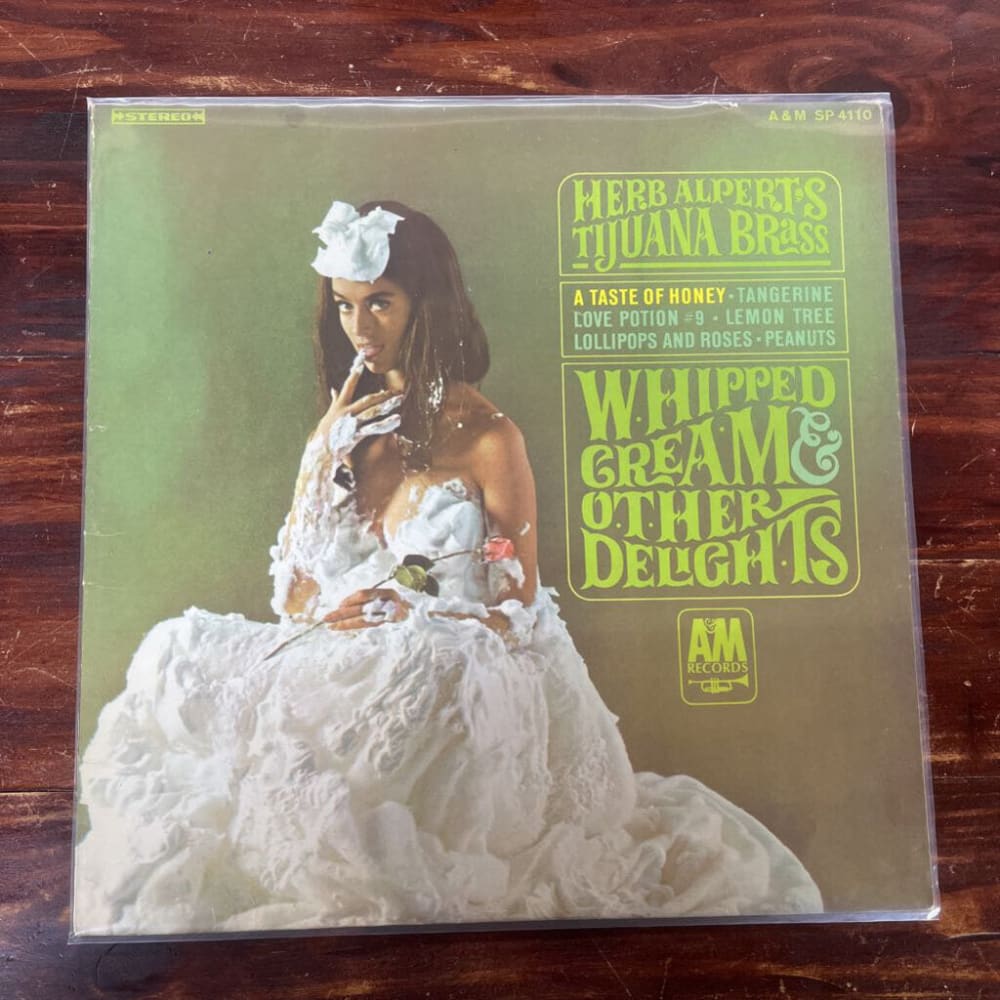 STEREO
A & M SP 4110
HERB ALPERT'S
TIJUANA BRASS
A TASTE OF HONEY • TANGERINE
LOVE POTION #9 • LEMON TREE
LOLLIPOPS AND ROSES • PEANUTS
WHIPPED
CREAM &
OTHER
DELIGHTS
A&M
RECORDS